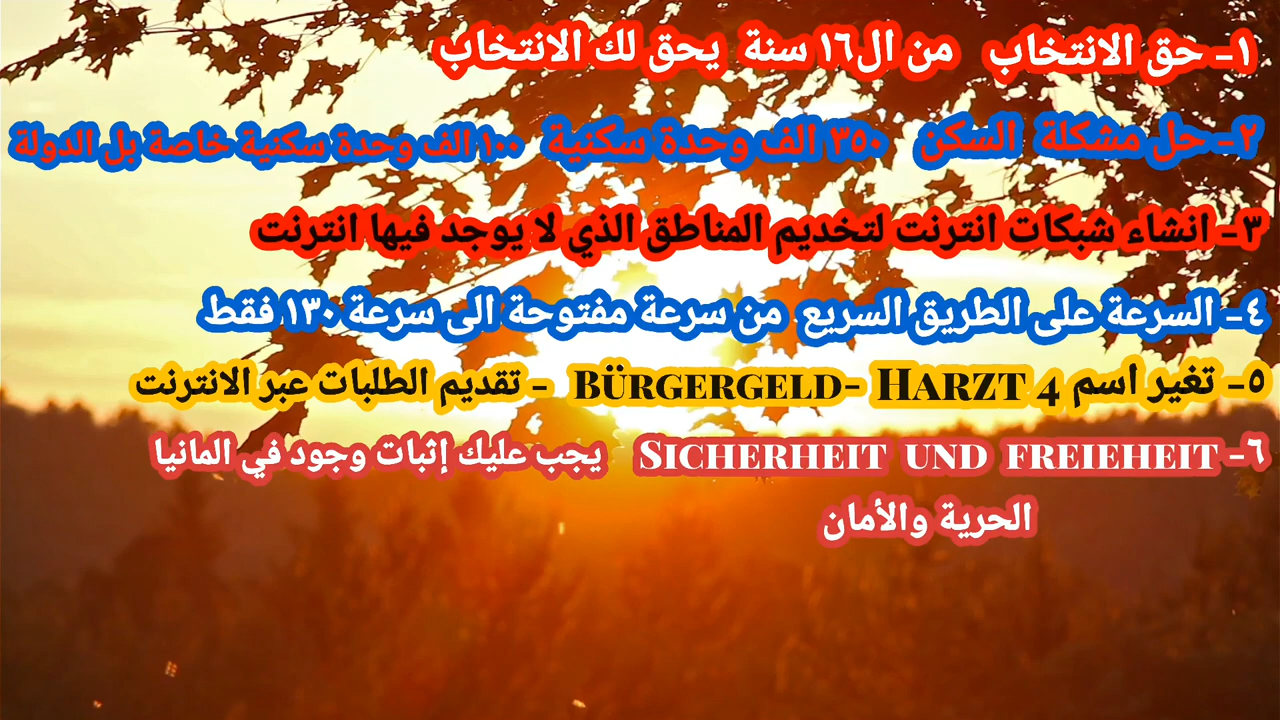 ١- حق الانتخاب من ال١٦ سنة يحق لك الانتخاب
٢- حل مشكلة السكن ٣٥٠ الف وحدة سكنية ١٠٠ الف وحدة سكنية خاصة بل الدولة
٣- انشاء شبكات انترنت لتخديم المناطق الذي لا يوجد فيها انترنت
٤- السرعة على الطريق السريع من سرعة مفتوحة الى سرعة ١٣٠ فقط
٥- تغير اسم Bürgergeld- Harzt 4 - تقديم الطلبات عبر الانترنت
٦- Sicherheit und freieheit يجب عليك إثبات وجود في المانيا
الحرية والأمان